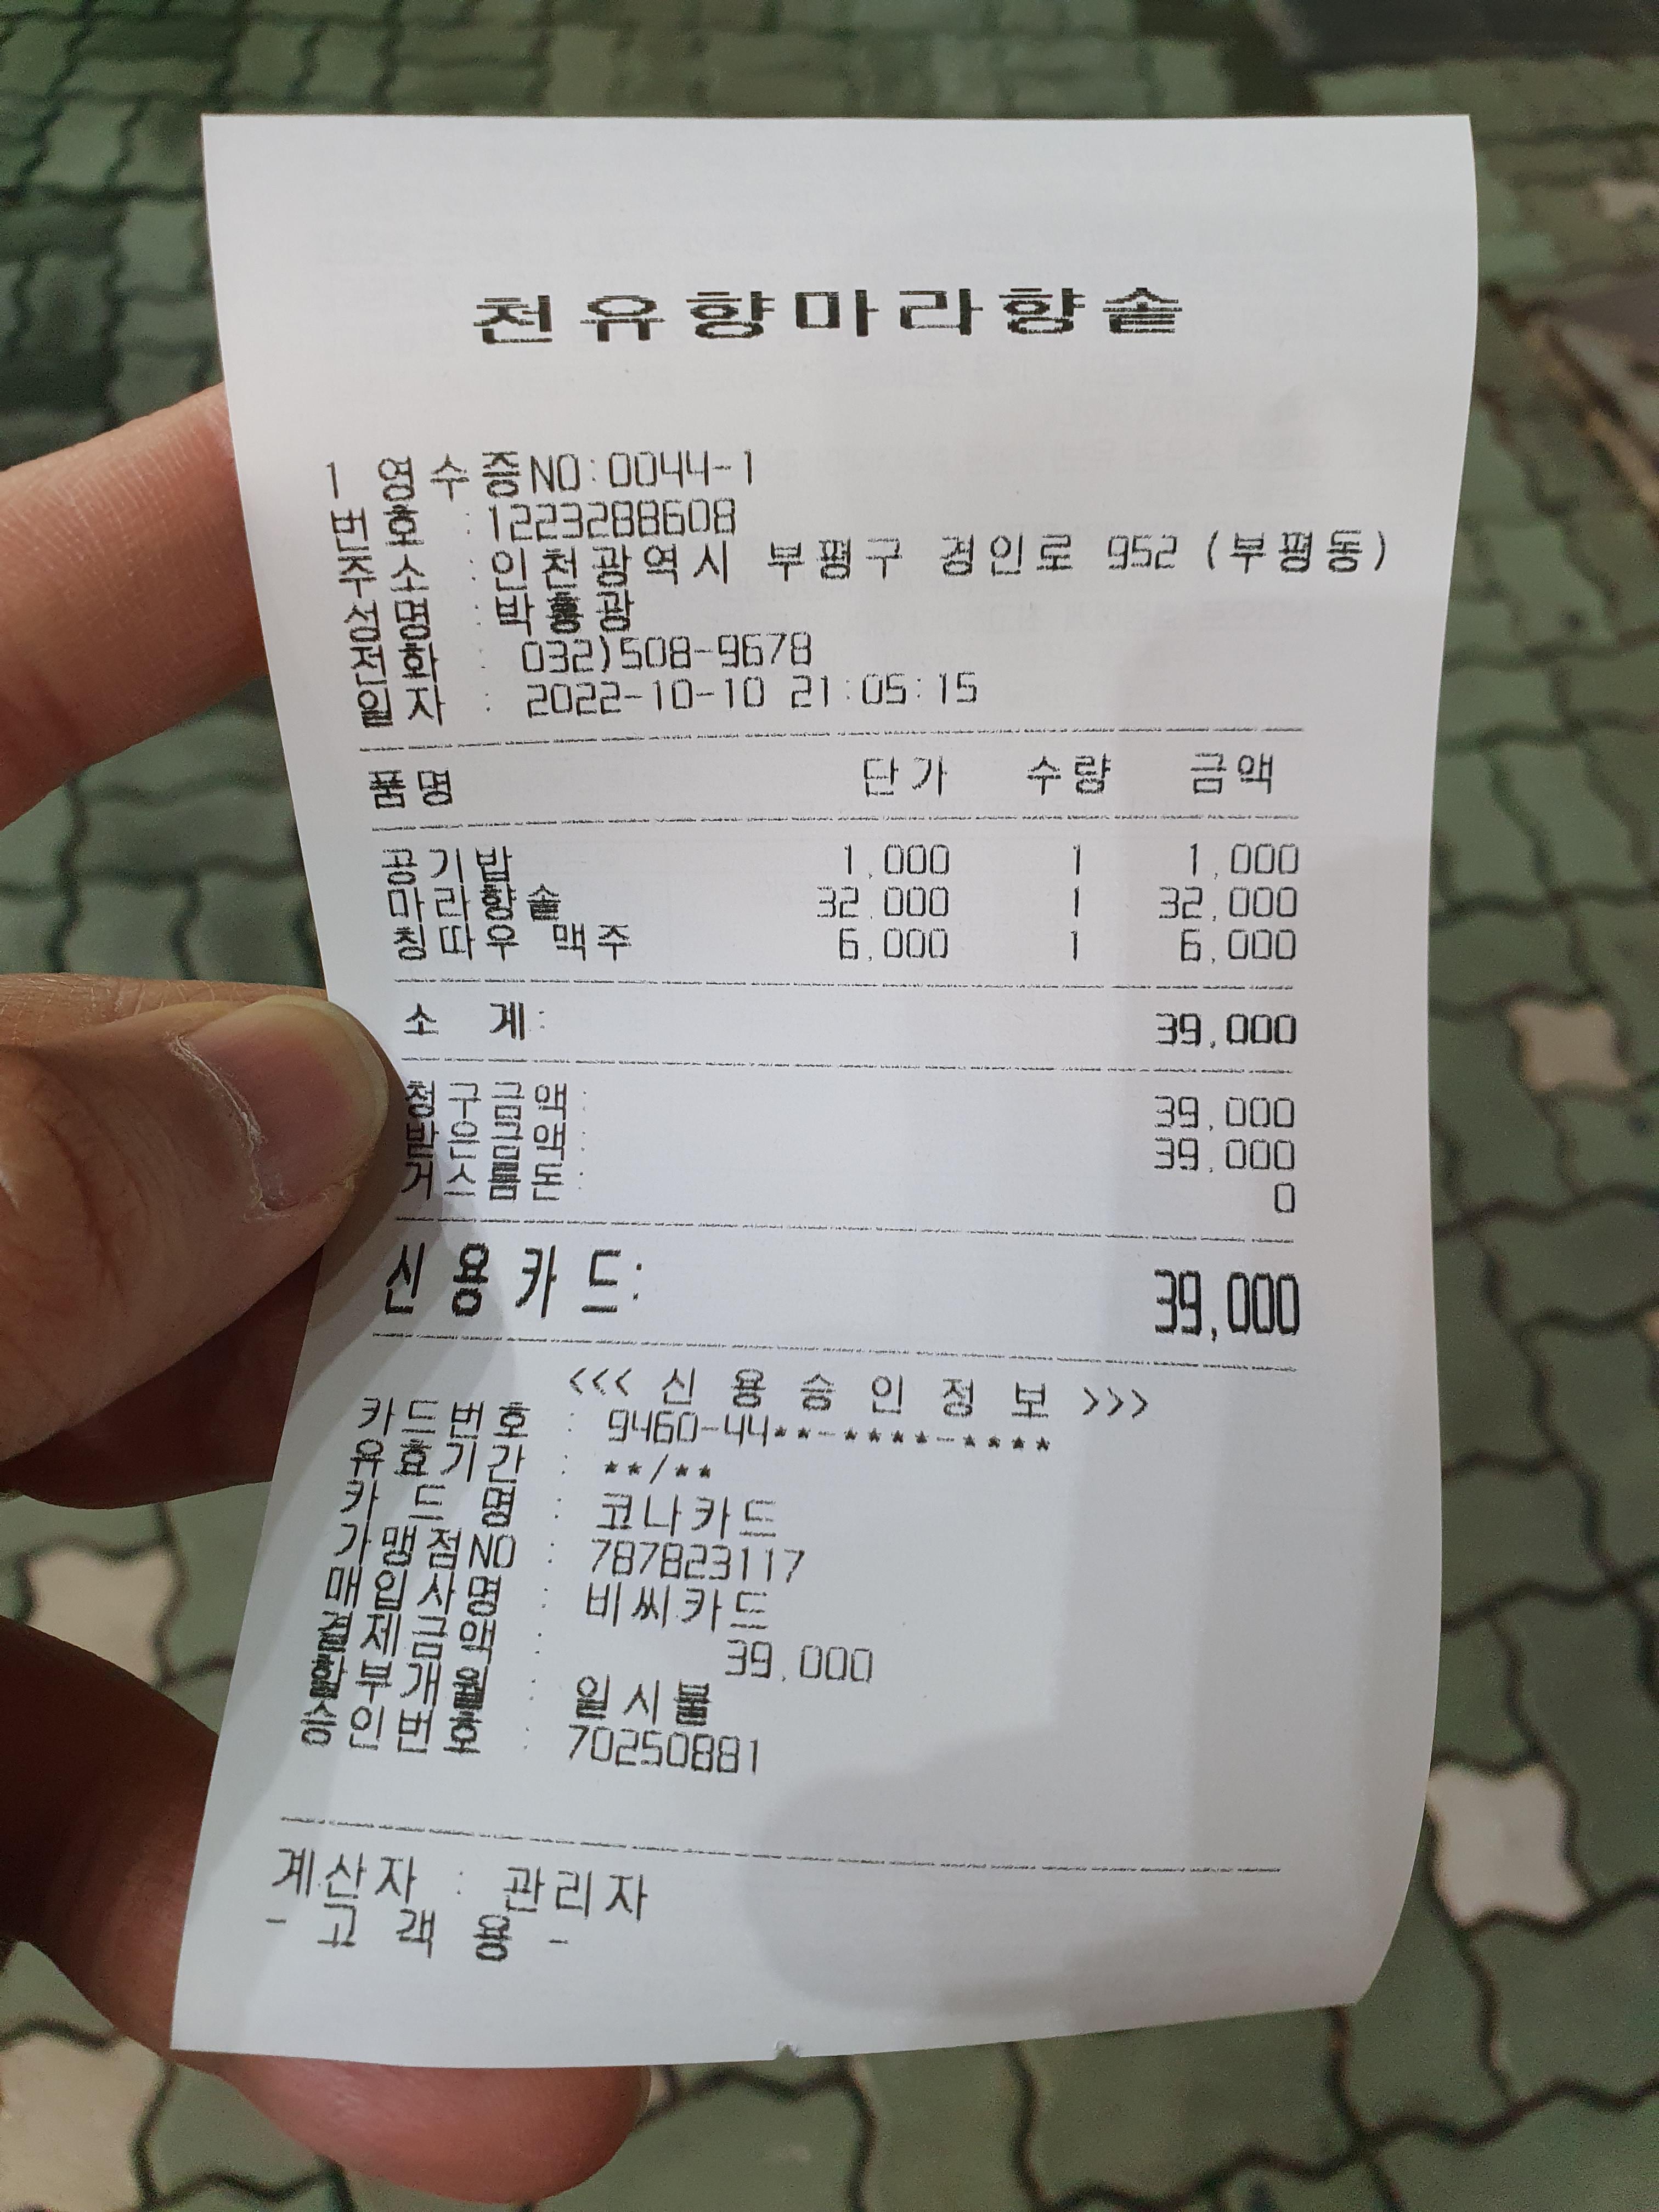 천유향마라향솥
1 영수증NO:0044-1
번호 :1223288608
주소 :인천광역시 부평구 경인로 952 (부평동)
성명 :박흥광
전화 : 032)508-9678
일자 : 2022-10-10 21:05:15
품명 단가 수량 금액
공기밥 1,000 1 1,000
마라향솥 32,000 1 32,000
칭따우 맥주 6,000 1 6,000
소 계: 39,000
청구금액: 39,000
받은금액: 39,000
거스름돈: 0
신용카드: 39,000
<<< 신 용 승 인 정 보 >>>
카드번호 : 9460-44**-****-****
유효기간 : **/**
카 드 명 : 코나카드
가맹점NO : 787823117
매입사명 : 비씨카드
결제금액 : 39,000
할부개월 : 일시불
승인번호 : 70250881
계산자 : 관리자
- 고 객 용 -